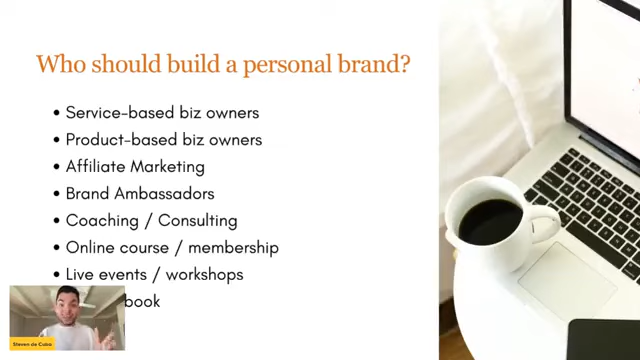 Who should build a personal brand?
• Service-based biz owners
• Product-based biz owners
• Affiliate Marketing
• Brand Ambassadors
• Coaching / Consulting
• Online course / membership
• Live events / workshops
book
Steven de Cuba